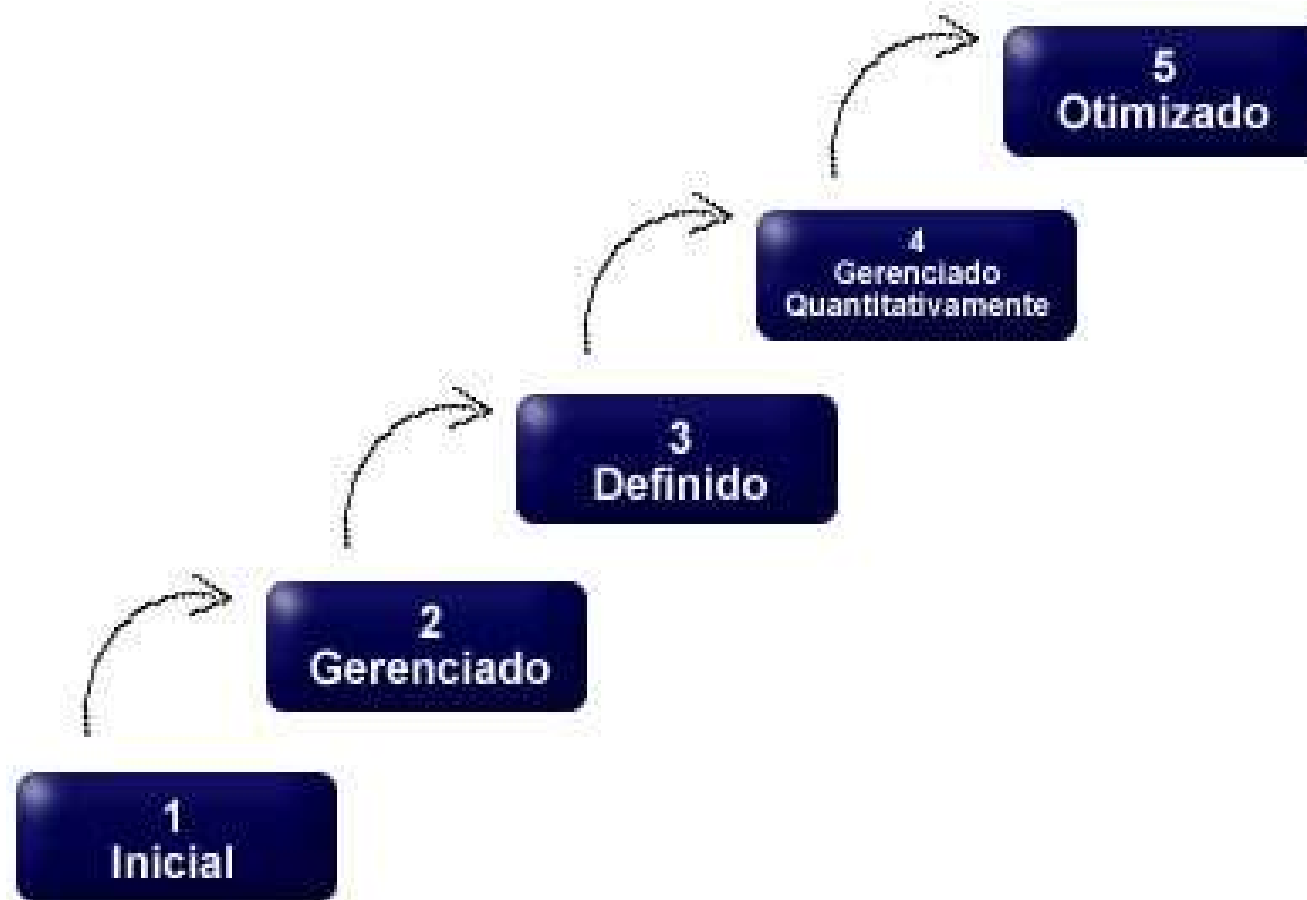 5
Otimizado
4
Gerenciado
Quantitativamente
3
Definido
2
Gerenciado
1
Inicial